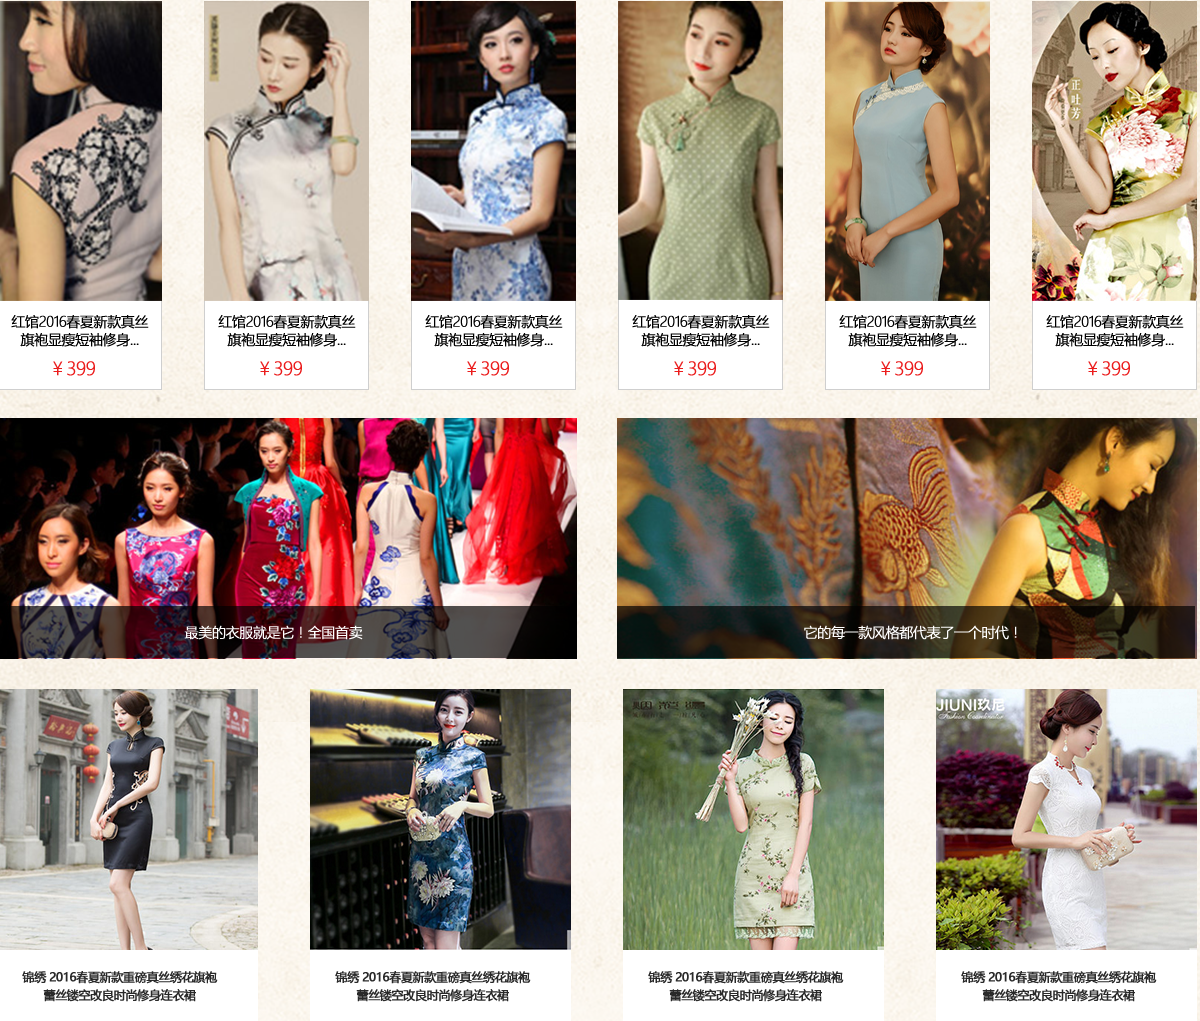 正
吐
芳
红馆2016春夏新款真丝
旗袍显瘦短袖修身...
¥ 399
红馆2016春夏新款真丝
旗袍显瘦短袖修身...
¥ 399
红馆2016春夏新款真丝
旗袍显瘦短袖修身...
¥ 399
红馆2016春夏新款真丝
旗袍显瘦短袖修身...
¥ 399
红馆2016春夏新款真丝
旗袍显瘦短袖修身...
¥ 399
红馆2016春夏新款真丝
旗袍显瘦短袖修身...
¥ 399
最美的衣服就是它！全国首卖
它的每一款风格都代表了一个时代！
JIUNI玖尼
Fashion Coordinator
锦绣 2016春夏新款重磅真丝绣花旗袍
蕾丝镂空改良时尚修身连衣裙
锦绣 2016春夏新款重磅真丝绣花旗袍
蕾丝镂空改良时尚修身连衣裙
锦绣 2016春夏新款重磅真丝绣花旗袍
蕾丝镂空改良时尚修身连衣裙
锦绣 2016春夏新款重磅真丝绣花旗袍
蕾丝镂空改良时尚修身连衣裙